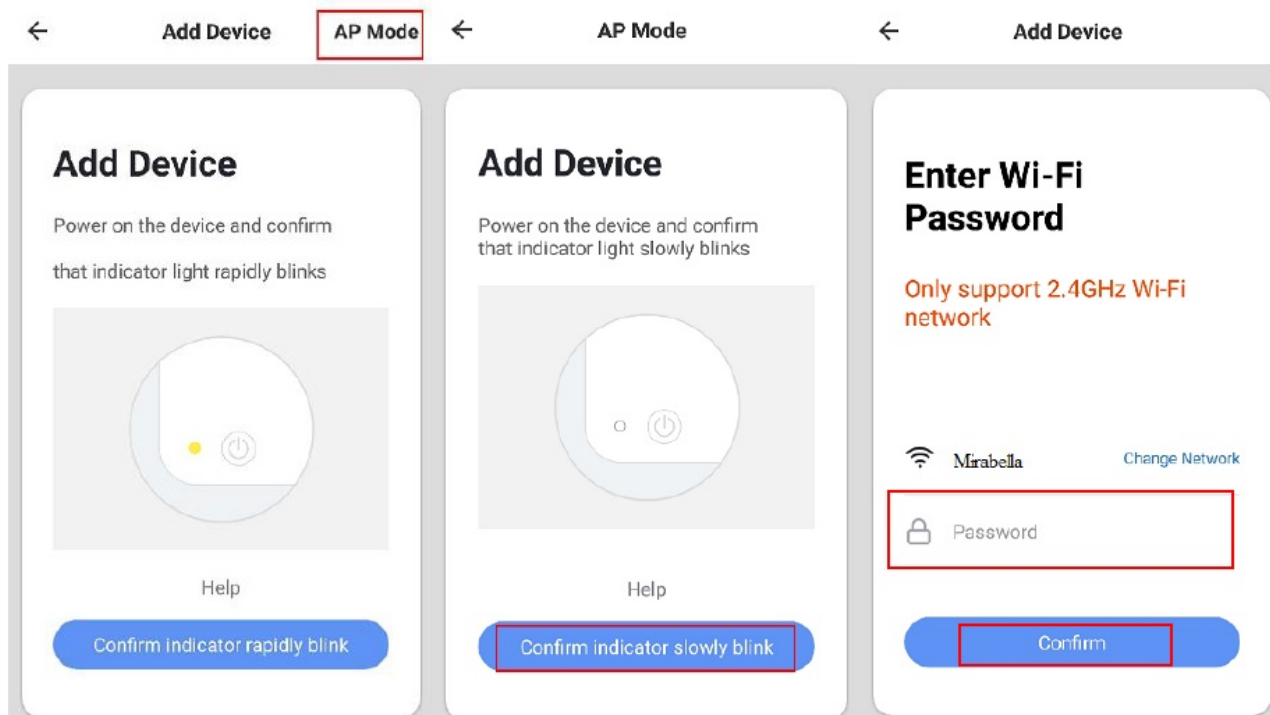 Add Device
AP Mode
Add Device
Power on the device and confirm
that indicator light rapidly blinks
Help
Confirm indicator rapidly blink
AP Mode
Add Device
Power on the device and confirm
that indicator light slowly blinks
Help
Confirm indicator slowly blink
Add Device
Enter Wi-Fi
Password
Only support 2.4GHz Wi-Fi
network
Mirabella
Change Network
Password
Confirm